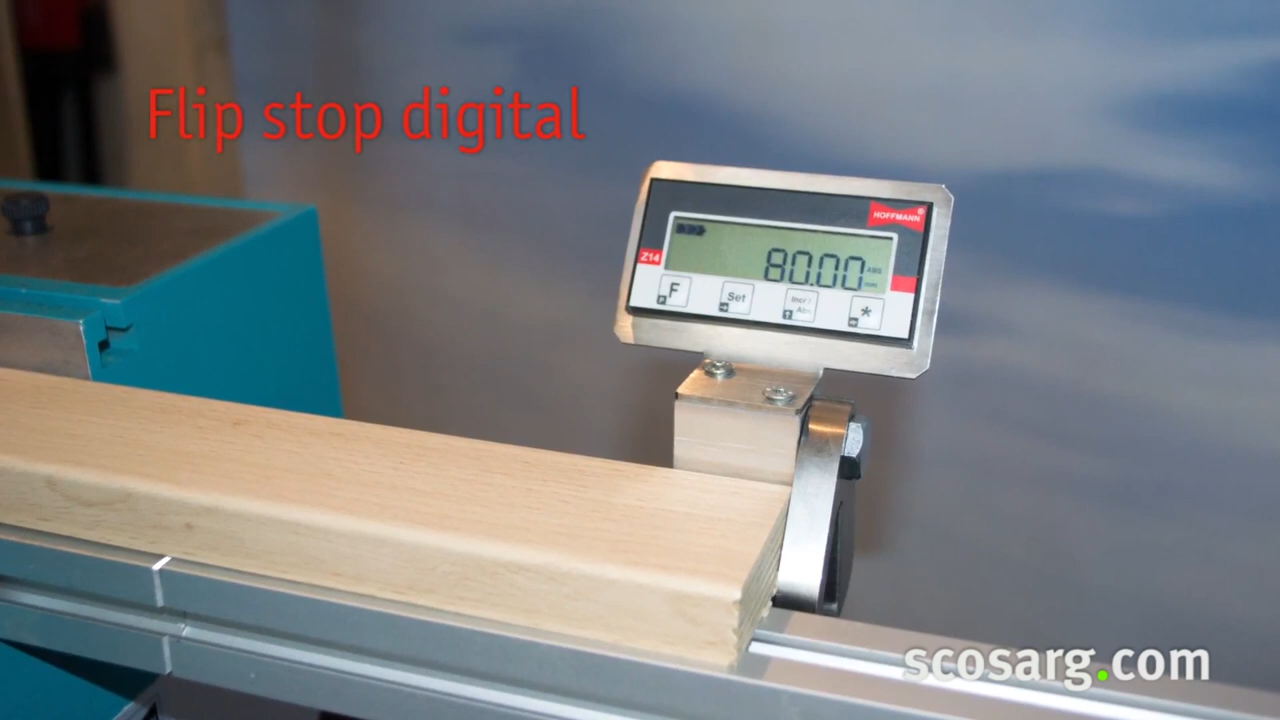 Flip stop digital
HOFFMANN®
Z14
80.00
ABS
mm
F
P
Set
Incr
Abs
*
scosarg.com